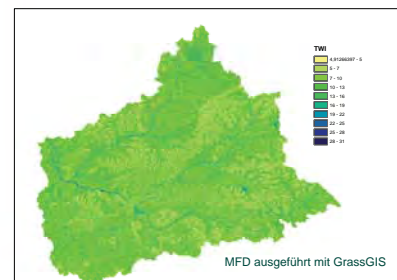 TWI
4.91266397 - 5
5 - 7
7 - 10
10 - 13
13 - 16
16 - 19
19 - 22
22 - 25
25 - 28
28 - 31
MFD ausgeführt mit GrassGIS